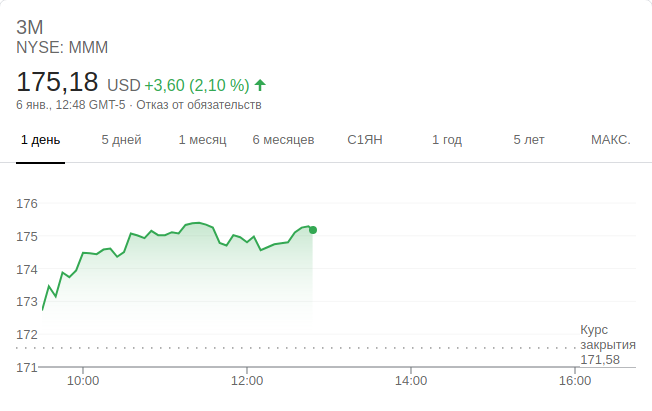 3M
NYSE: MMM
175,18 USD +3,60 (2,10 %)
6 янв., 12:48 GMT-5 · Отказ от обязательств
1 день 5 дней 1 месяц 6 месяцев С1ЯН 1 год 5 лет МАКС.
176
175
174
173
172
Курс
закрытия
171,58
171
10:00 12:00 14:00 16:00